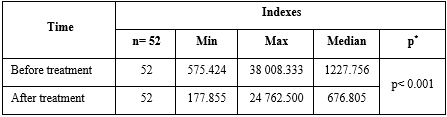 Time
Indexes
n= 52 Min Max Median p*
Before treatment 52 575.424 38 008.333 1227.756 p< 0.001
After treatment 52 177.855 24 762.500 676.805